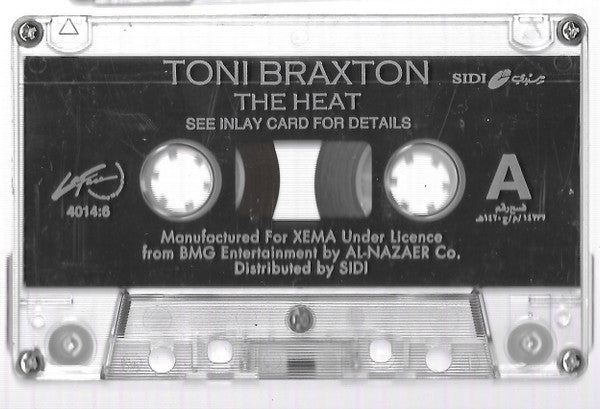 TONI BRAXTON
SIDI
THE HEAT
SEE INLAY CARD FOR DETAILS
A
4014:6
Manufactured For XEMA Under Licence
from BMG Entertainment by AL-NAZAER Co.
Distributed by SIDI